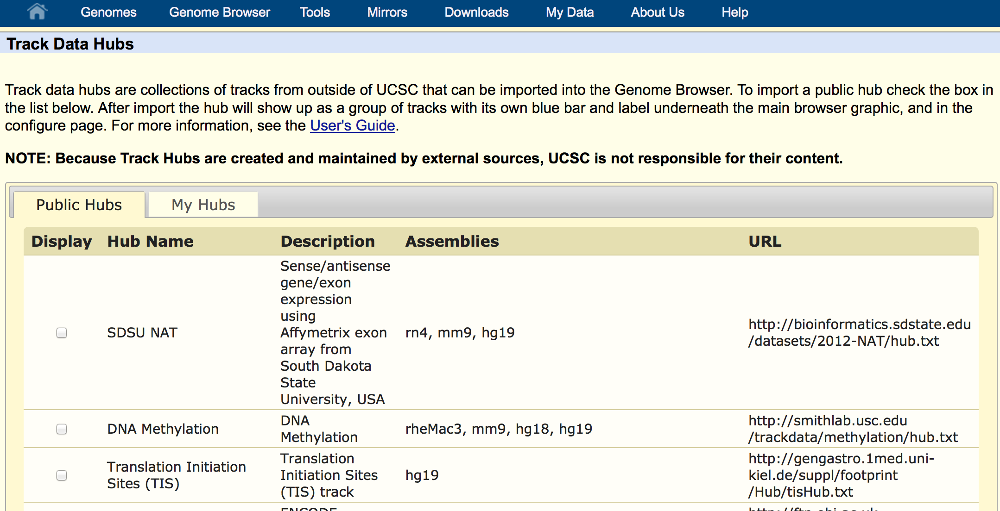 Genomes Genome Browser Tools Mirrors Downloads My Data About Us Help
Track Data Hubs
Track data hubs are collections of tracks from outside of UCSC that can be imported into the Genome Browser. To import a public hub check the box in
the list below. After import the hub will show up as a group of tracks with its own blue bar and label underneath the main browser graphic, and in the
configure page. For more information, see the User's Guide.
NOTE: Because Track Hubs are created and maintained by external sources, UCSC is not responsible for their content.
Public Hubs My Hubs
Display Hub Name Description Assemblies URL
SDSU NAT
Sense/antisense
gene/exon
expression
using
Affymetrix exon
array from
South Dakota
State
University, USA
rn4, mm9, hg19
http://bioinformatics.sdstate.edu
/datasets/2012-NAT/hub.txt
DNA Methylation
DNA
Methylation
rheMac3, mm9, hg18, hg19
http://smithlab.usc.edu
/trackdata/methylation/hub.txt
Translation Initiation
Sites (TIS)
Translation
Initiation Sites
(TIS) track
hg19
http://gengastro.1med.uni-
kiel.de/suppl/footprint
/Hub/tisHub.txt